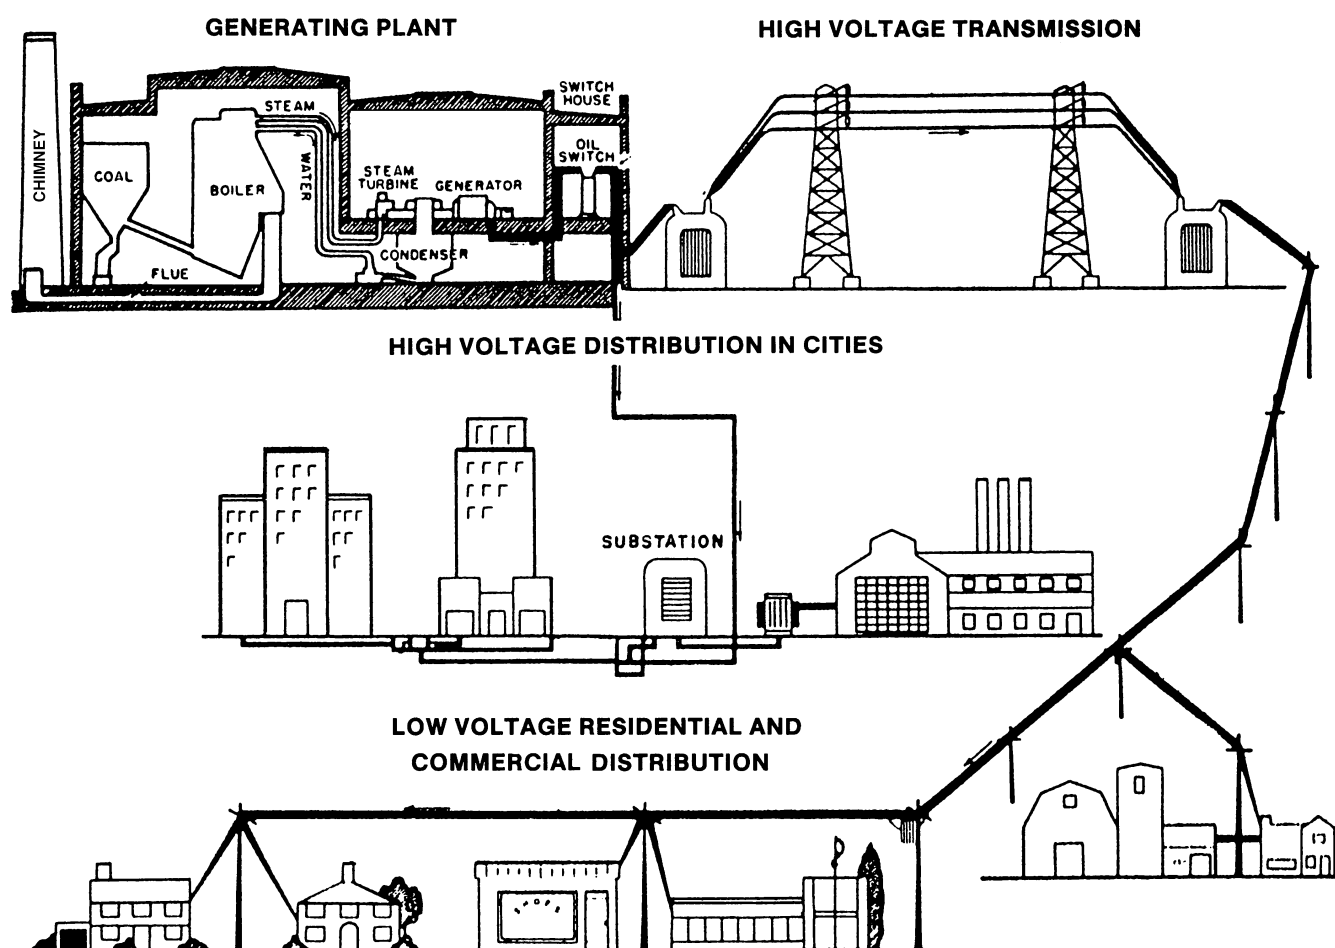 GENERATING PLANT
HIGH VOLTAGE TRANSMISSION
SWITCH
HOUSE
STEAM
CHIMNEY
OIL
SWITCH
WATER
COAL
BOILER
STEAM
TURBINE
GENERATOR
CONDENSER
FLUE
HIGH VOLTAGE DISTRIBUTION IN CITIES
SUBSTATION
LOW VOLTAGE RESIDENTIAL AND
COMMERCIAL DISTRIBUTION